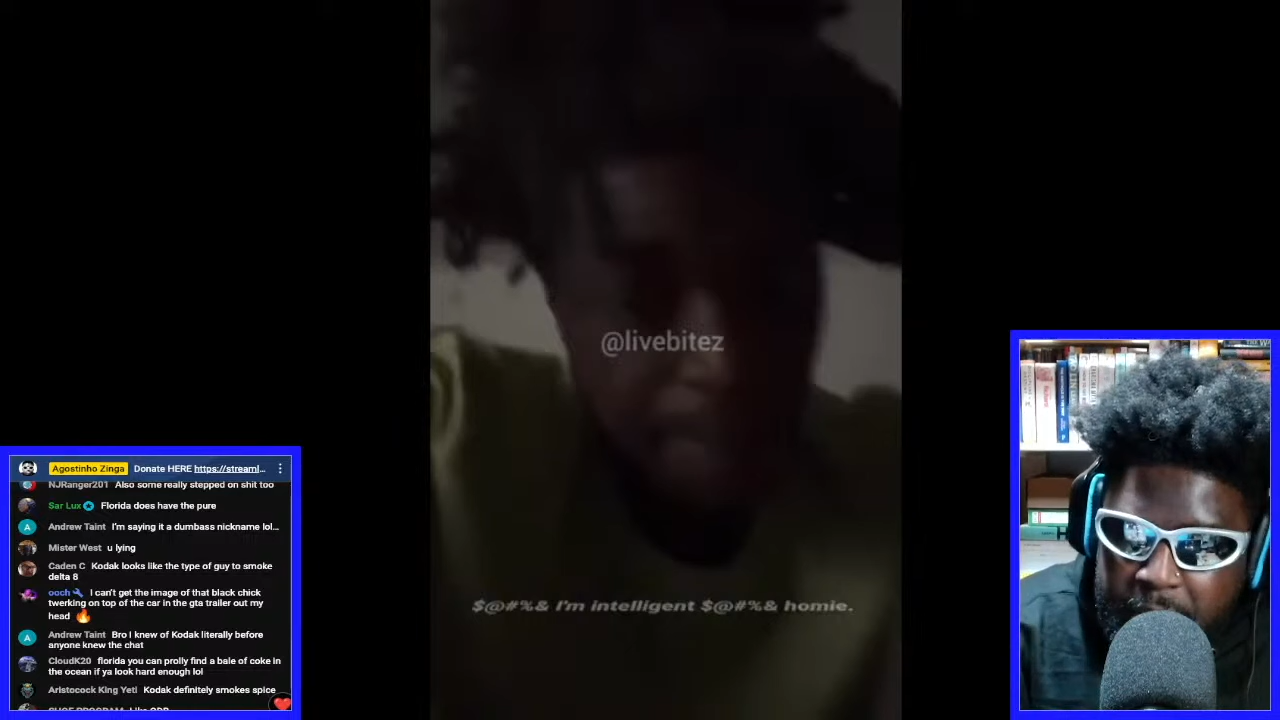 @livebitez
$@#%& I'm intelligent $@#%& homie.
Agostinho Zinga Donate HERE https://streaml...
NJRanger201 Also some really stepped on shit too
Sar Lux Florida does have the pure
Andrew Taint I'm saying it a dumbass nickname lol...
Mister West u lying
Caden C Kodak looks like the type of guy to smoke
delta 8
ooch I can't get the image of that black chick
twerking on top of the car in the gta trailer out my
head
Andrew Taint Bro I knew of Kodak literally before
anyone knew the chat
CloudK20 florida you can prolly find a bale of coke in
the ocean if ya look hard enough lol
Aristocock King Yeti Kodak definitely smokes spice